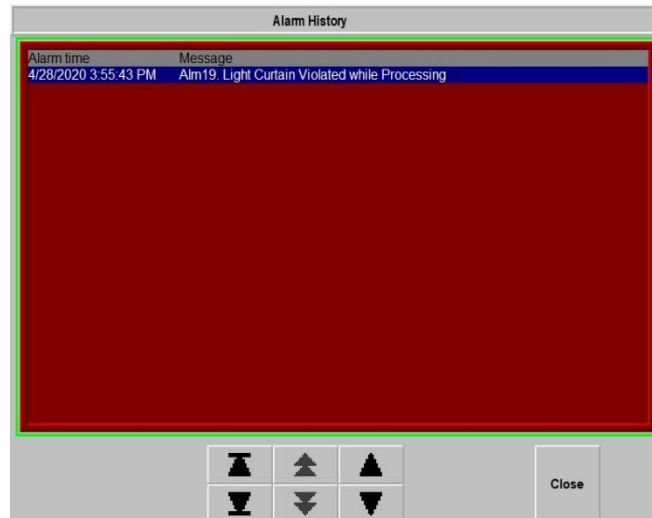 Alarm History
Alarm time Message
4/28/2020 3:55:43 PM Alm19. Light Curtain Violated while Processing
Close